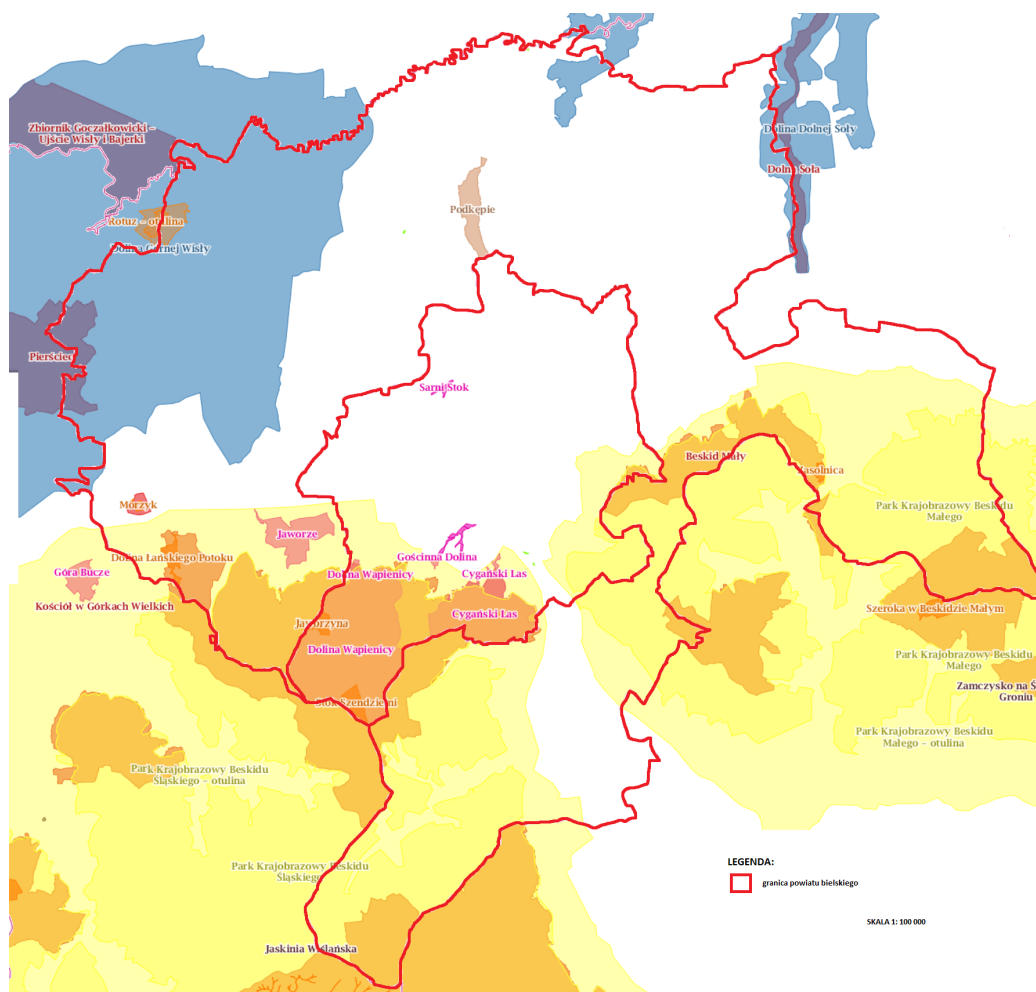 Zbiornik Goczałkowicki –
Ujście Wisły i Bajerki
Dolina Dolnej Soły
Dolna Soła
Podkępie
Rotuz – otulina
Dolina Górnej Wisły
Pierściec
Sarni Stok
Beskid Mały
Wasolnica
Morzyk
Park Krajobrazowy Beskidu
Małego
Jaworze
Dolina Łańskiego Potoku
Gościnna Dolina
Góra Bucze
Dolina Wapienicy
Cygański Las
Kościół w Górkach Wielkich
Cygański Las
Szeroka w Beskidzie Małym
Jaworzyna
Dolina Wapienicy
Park Krajobrazowy Beskidu
Małego
Zamczysko na Ś
Groniu
Stok Szendzielni
Park Krajobrazowy Beskidu
Małego – otulina
Park Krajobrazowy Beskidu
Śląskiego – otulina
LEGENDA:
Park Krajobrazowy Beskidu
Śląskiego
granica powiatu bielskiego
SKALA 1: 100 000
Jaskinia Wiślańska